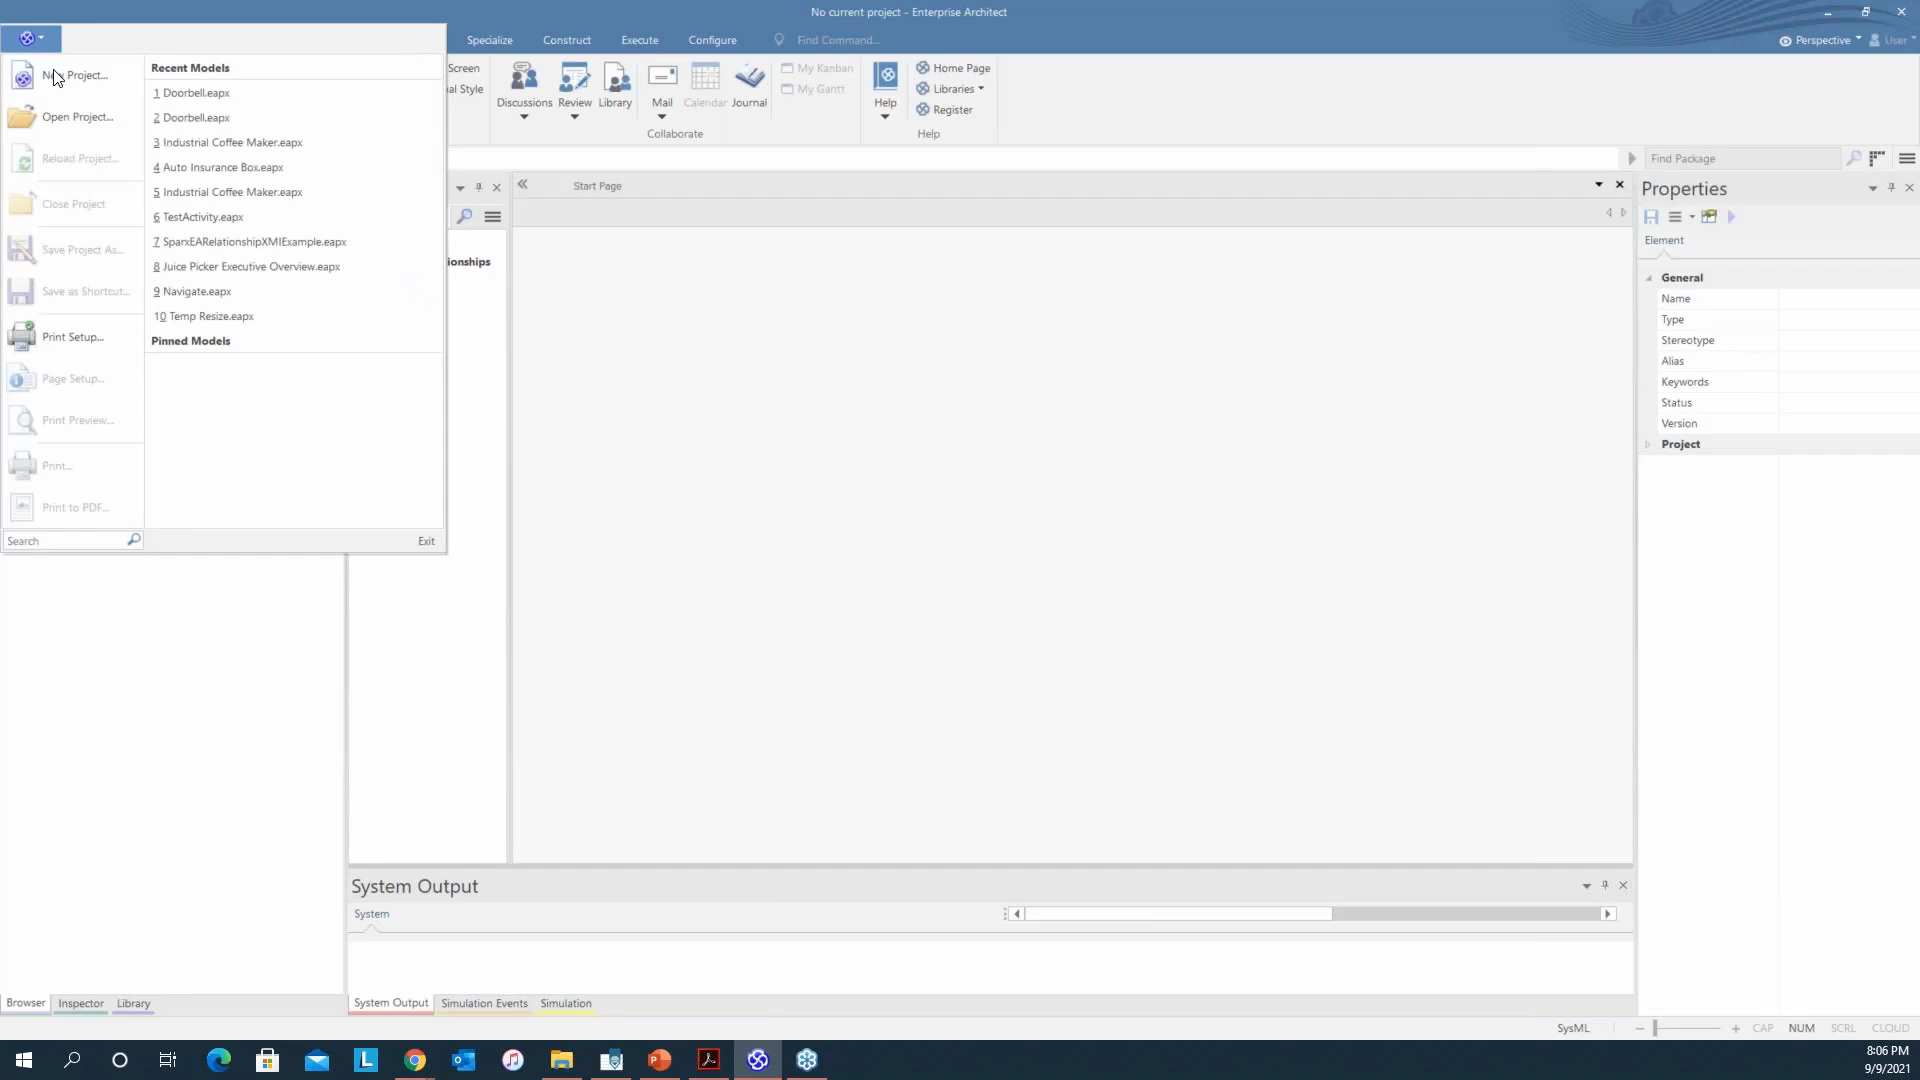 No current project - Enterprise Architect
Specialize
Construct
Execute
Configure
Find Command...
Perspective
User
New Project...
Open Project...
Reload Project...
Close Project
Save Project As...
Save as Shortcut...
Print Setup...
Page Setup...
Print Preview...
Print...
Print to PDF...
Search
Recent Models
1 Doorbell.eapx
2 Doorbell.eapx
3 Industrial Coffee Maker.eapx
4 Auto Insurance Box.eapx
5 Industrial Coffee Maker.eapx
6 TestActivity.eapx
7 SparxEARelationshipXMIExample.eapx
8 Juice Picker Executive Overview.eapx
9 Navigate.eapx
10 Temp Resize.eapx
Pinned Models
Exit
Screen
al Style
Discussions
Review
Library
Mail
Calendar
Journal
My Kanban
My Gantt
Collaborate
Help
Home Page
Libraries
Register
Help
Find Package
ionships
Start Page
Properties
Element
General
Name
Type
Stereotype
Alias
Keywords
Status
Version
Project
System Output
System
Browser
Inspector
Library
System Output
Simulation Events
Simulation
SysML
CAP
NUM
SCRL
CLOUD
8:06 PM
9/9/2021